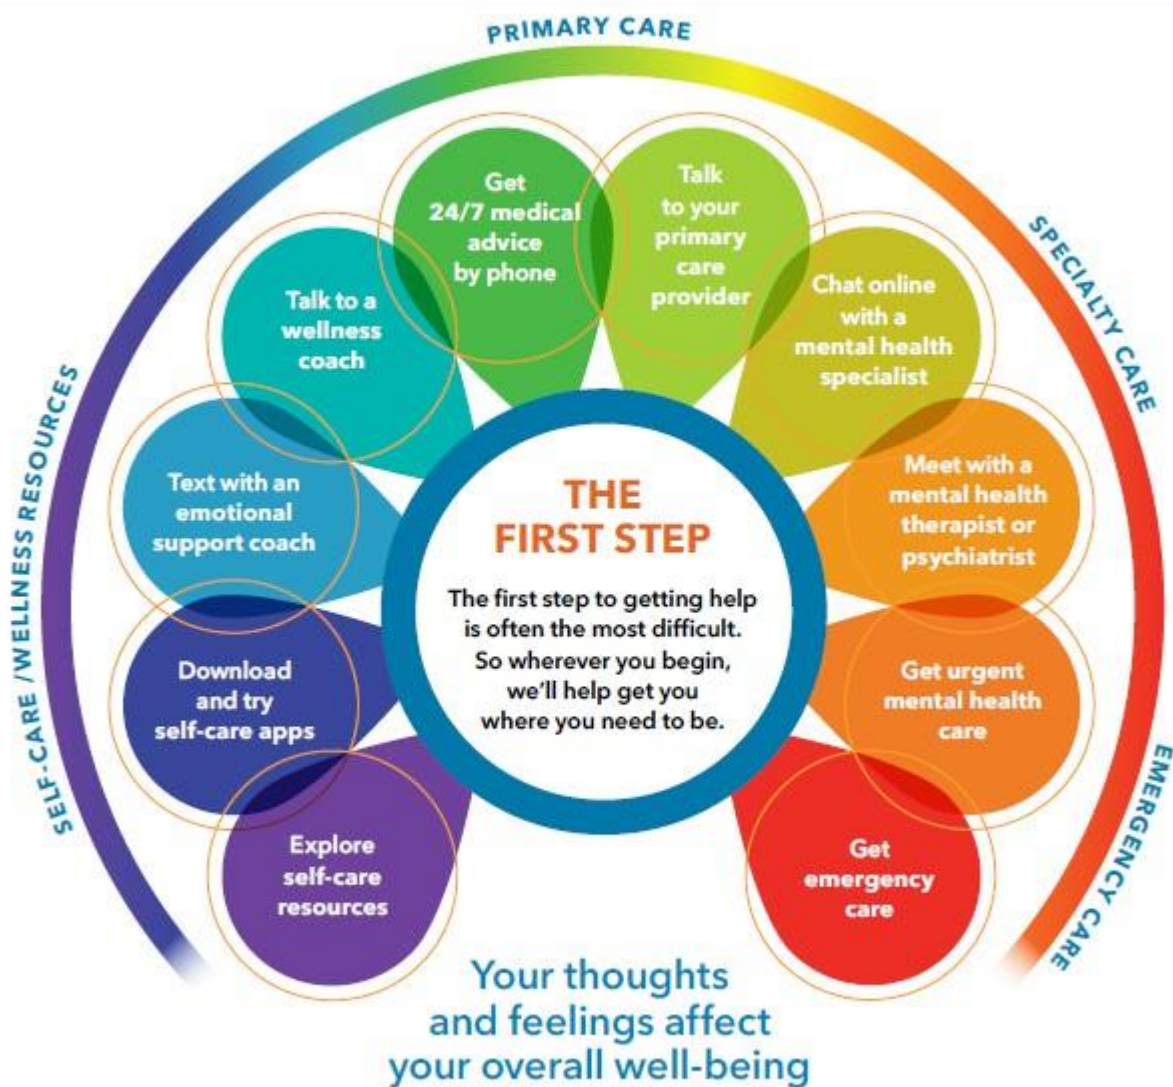 PRIMARY CARE
SELF-CARE /WELLNESS RESOURCES
SPECIALTY CARE
EMERGENCY CARE
Explore
self-care
resources
Download
and try
self-care apps
Text with an
emotional
support coach
Talk to a
wellness
coach
Get
24/7 medical
advice
by phone
Talk
to your
primary
care
provider
Chat online
with a
mental health
specialist
Meet with a
mental health
therapist or
psychiatrist
Get urgent
mental health
care
Get
emergency
care
THE
FIRST STEP
The first step to getting help
is often the most difficult.
So wherever you begin,
we'll help get you
where you need to be.
Your thoughts
and feelings affect
your overall well-being